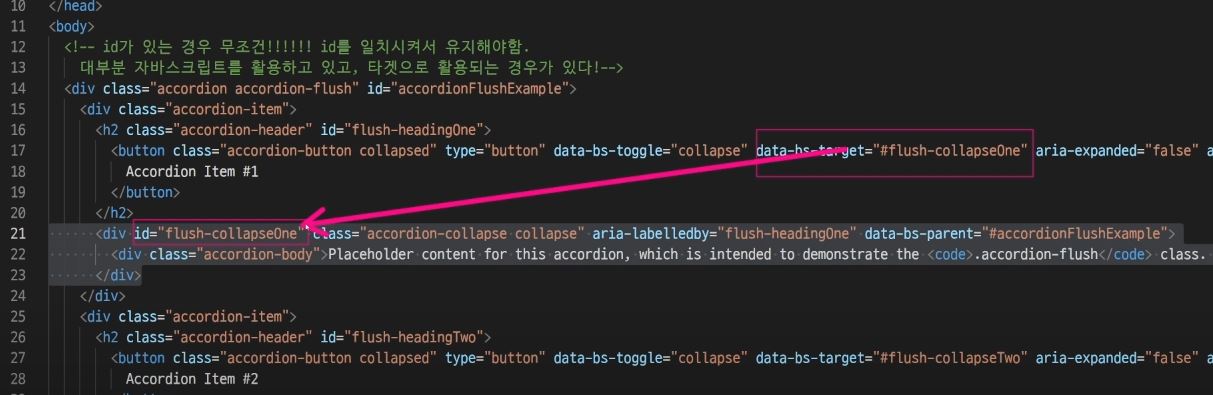 10 </head>
11 <body>
12 <!-- id가 있는 경우 무조건!!!!!! id를 일치시켜서 유지해야함.
13 대부분 자바스크립트를 활용하고 있고, 타겟으로 활용되는 경우가 있다!-->
14 <div class="accordion accordion-flush" id="accordionFlushExample">
15 <div class="accordion-item">
16 <h2 class="accordion-header" id="flush-headingOne">
17 <button class="accordion-button collapsed" type="button" data-bs-toggle="collapse" data-bs-target="#flush-collapseOne" aria-expanded="false" a
18 Accordion Item #1
19 </button>
20 </h2>
21 <div id="flush-collapseOne" class="accordion-collapse collapse" aria-labelledby="flush-headingOne" data-bs-parent="#accordionFlushExample">
22 <div class="accordion-body">Placeholder content for this accordion, which is intended to demonstrate the <code>.accordion-flush</code> class.
23 </div>
24 </div>
25 <div class="accordion-item">
26 <h2 class="accordion-header" id="flush-headingTwo">
27 <button class="accordion-button collapsed" type="button" data-bs-toggle="collapse" data-bs-target="#flush-collapseTwo" aria-expanded="false" a
28 Accordion Item #2